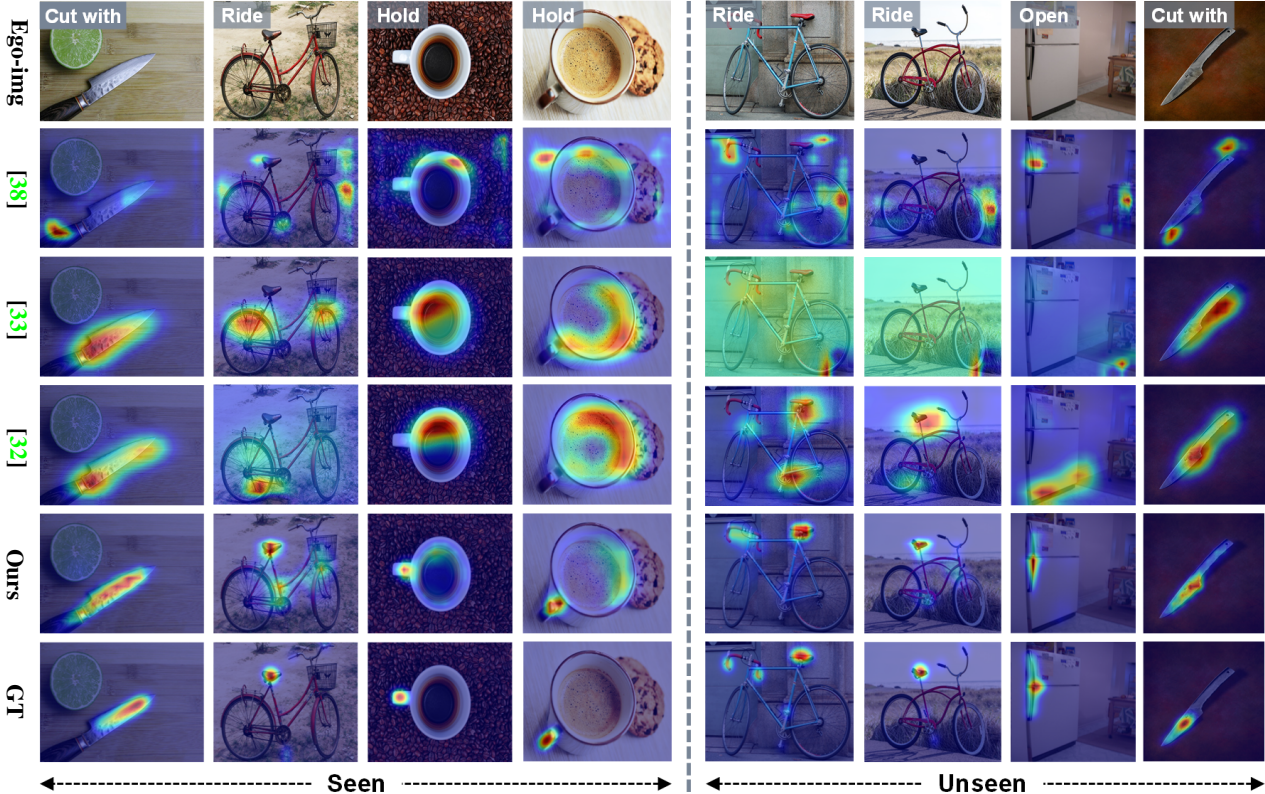 Cut with
Ride
Hold
Hold
Ride
Ride
Open
Cut with
Ego-img
[38]
[33]
[32]
Ours
GT
Seen
Unseen